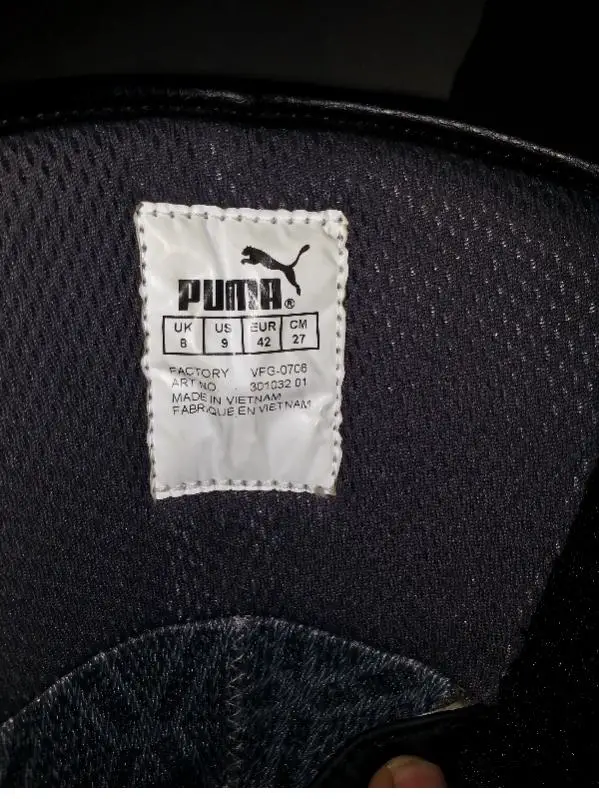 PUMA®
UK US EUR CM
8 9 42 27
FACTORY VFG-0706
ART NO. 301032 01
MADE IN VIETNAM
FABRIQUE EN VIETNAM